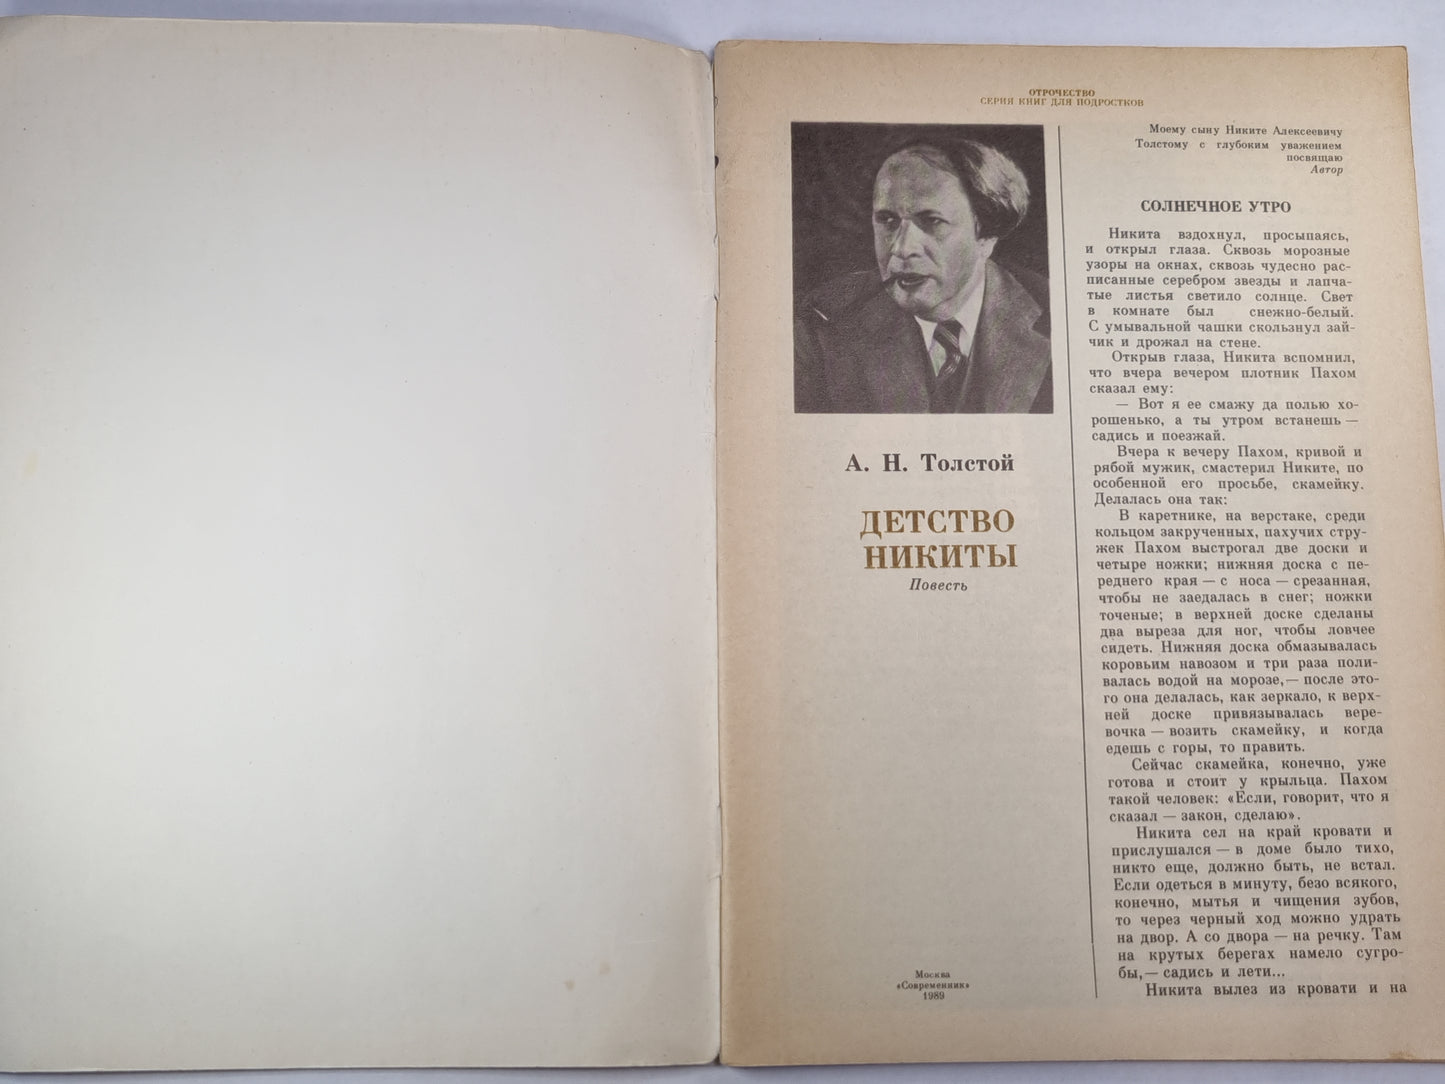 ОТРОЧЕСТВО
СЕРИЯ КНИГ ДЛЯ ПОДРОСТКОВ
А. Н. Толстой
ДЕТСТВО
НИКИТЫ
Повесть
Москва
«Современник»
1989
Моему сыну Никите Алексеевичу
Толстому с глубоким уважением
посвящаю
Автор
СОЛНЕЧНОЕ УТРО
Никита вздохнул, просыпаясь,
и открыл глаза. Сквозь морозные
узоры на окнах, сквозь чудесно рас-
писанные серебром звезды и лапча-
тые листья светило солнце. Свет
в комнате был снежно-белый.
С умывальной чашки скользнул зай-
чик и дрожал на стене.
Открыв глаза, Никита вспомнил,
что вчера вечером плотник Пахом
сказал ему:
— Вот я ее смажу да полью хо-
рошенько, а ты утром встанешь —
садись и поезжай.
Вчера к вечеру Пахом, кривой и
рябой мужик, смастерил Никите, по
особенной его просьбе, скамейку.
Делалась она так:
В каретнике, на верстаке, среди
кольцом закрученных, пахучих стру-
жек Пахом выстрогал две доски и
четыре ножки; нижняя доска с пе-
реднего края — с носа — срезанная,
чтобы не заедалась в снег; ножки
точеные; в верхней доске сделаны
два выреза для ног, чтобы ловчее
сидеть. Нижняя доска обмазывалась
коровьим навозом и три раза поли-
валась водой на морозе,— после это-
го она делалась, как зеркало, к верх-
ней доске привязывалась вере-
вочка — возить скамейку, и когда
едешь с горы, то править.
Сейчас скамейка, конечно, уже
готова и стоит у крыльца. Пахом
такой человек: «Если, говорит, что я
сказал — закон, сделаю».
Никита сел на край кровати и
прислушался — в доме было тихо,
никто еще, должно быть, не встал.
Если одеться в минуту, безо всякого,
конечно, мытья и чищения зубов,
то через черный ход можно удрать
на двор. А со двора — на речку. Там
на крутых берегах намело сугро-
бы,— садись и лети...
Никита вылез из кровати и на